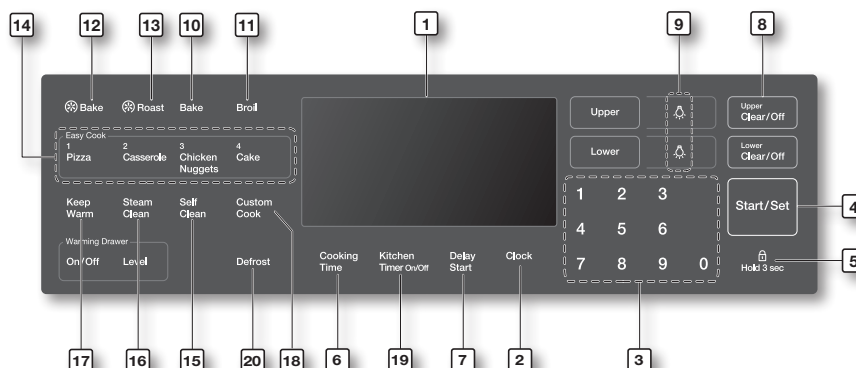 14
12
13
10
11
1
9
8
Bake
Roast
Bake
Broil
Easy Cook
1
Pizza
2
Casserole
3
Chicken
Nuggets
4
Cake
Keep
Warm
Steam
Clean
Self
Clean
Custom
Cook
Warming Drawer
On/Off
Level
Defrost
Cooking
Time
Kitchen
Timer On/Off
Delay
Start
Clock
Upper
Lower
1 2 3
4 5 6
7 8 9 0
Upper
Clear/Off
Lower
Clear/Off
Start/Set
Hold 3 sec
4
5
17
16
15
20
18
6
19
7
2
3